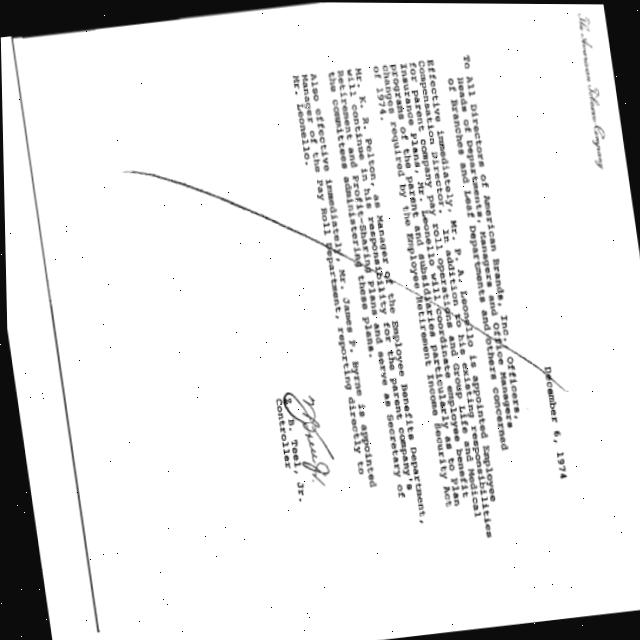 The American Tobacco Company
December 6, 1974
To All Directors of American Brands, Inc., Officers,
Heads of Departments, Managers and Office Managers
of Branches and Leaf Departments and Others concerned
Effective immediately, Mr. P. A. Leonello is appointed Employee
Compensation Director. In addition to his existing responsibilities
for parent company pay roll operations and Group Life and Medical
Insurance Plans, Mr. Leonello will coordinate employee benefit
programs of the parent and subsidiaries particularly as to plan
changes required by the Employee Retirement Income Security Act
of 1974.
Mr. K. R. Pelton, as Manager of the Employee Benefits Department,
will continue in his responsibility for the parent company's
Retirement and Profit-Sharing Plans and serve as Secretary of
the committees administering these plans.
Also effective immediately, Mr. James F. Byrne is appointed
Manager of the Pay Roll Department, reporting directly to
Mr. Leonello.
B. Teel, Jr.
Controller